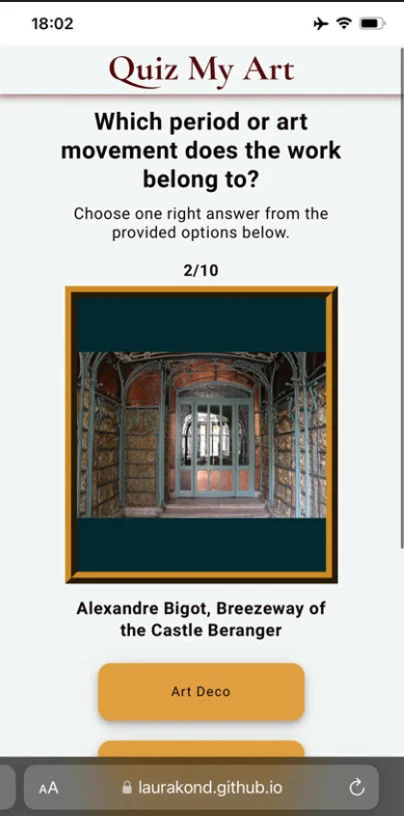 18:02
Quiz My Art
Which period or art
movement does the work
belong to?
Choose one right answer from the
provided options below.
2/10
Alexandre Bigot, Breezeway of
the Castle Beranger
Art Deco
AA laurakond.github.io